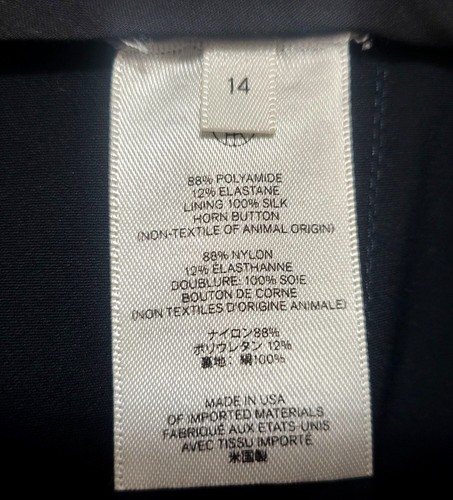 14
88% POLYAMIDE
12% ELASTANE
LINING 100% SILK
HORN BUTTON
(NON-TEXTILE OF ANIMAL ORIGIN)
88% NYLON
12% ÉLASTHANNE
DOUBLURE: 100% SOIE
BOUTON DE CORNE
(NON TEXTILES D'ORIGINE ANIMALE)
ナイロン88%
ポリウレタン 12%
裏地: 絹100%
MADE IN USA
OF IMPORTED MATERIALS
FABRIQUÉ AUX ETATS-UNIS
AVEC TISSU IMPORTÉ
米国製